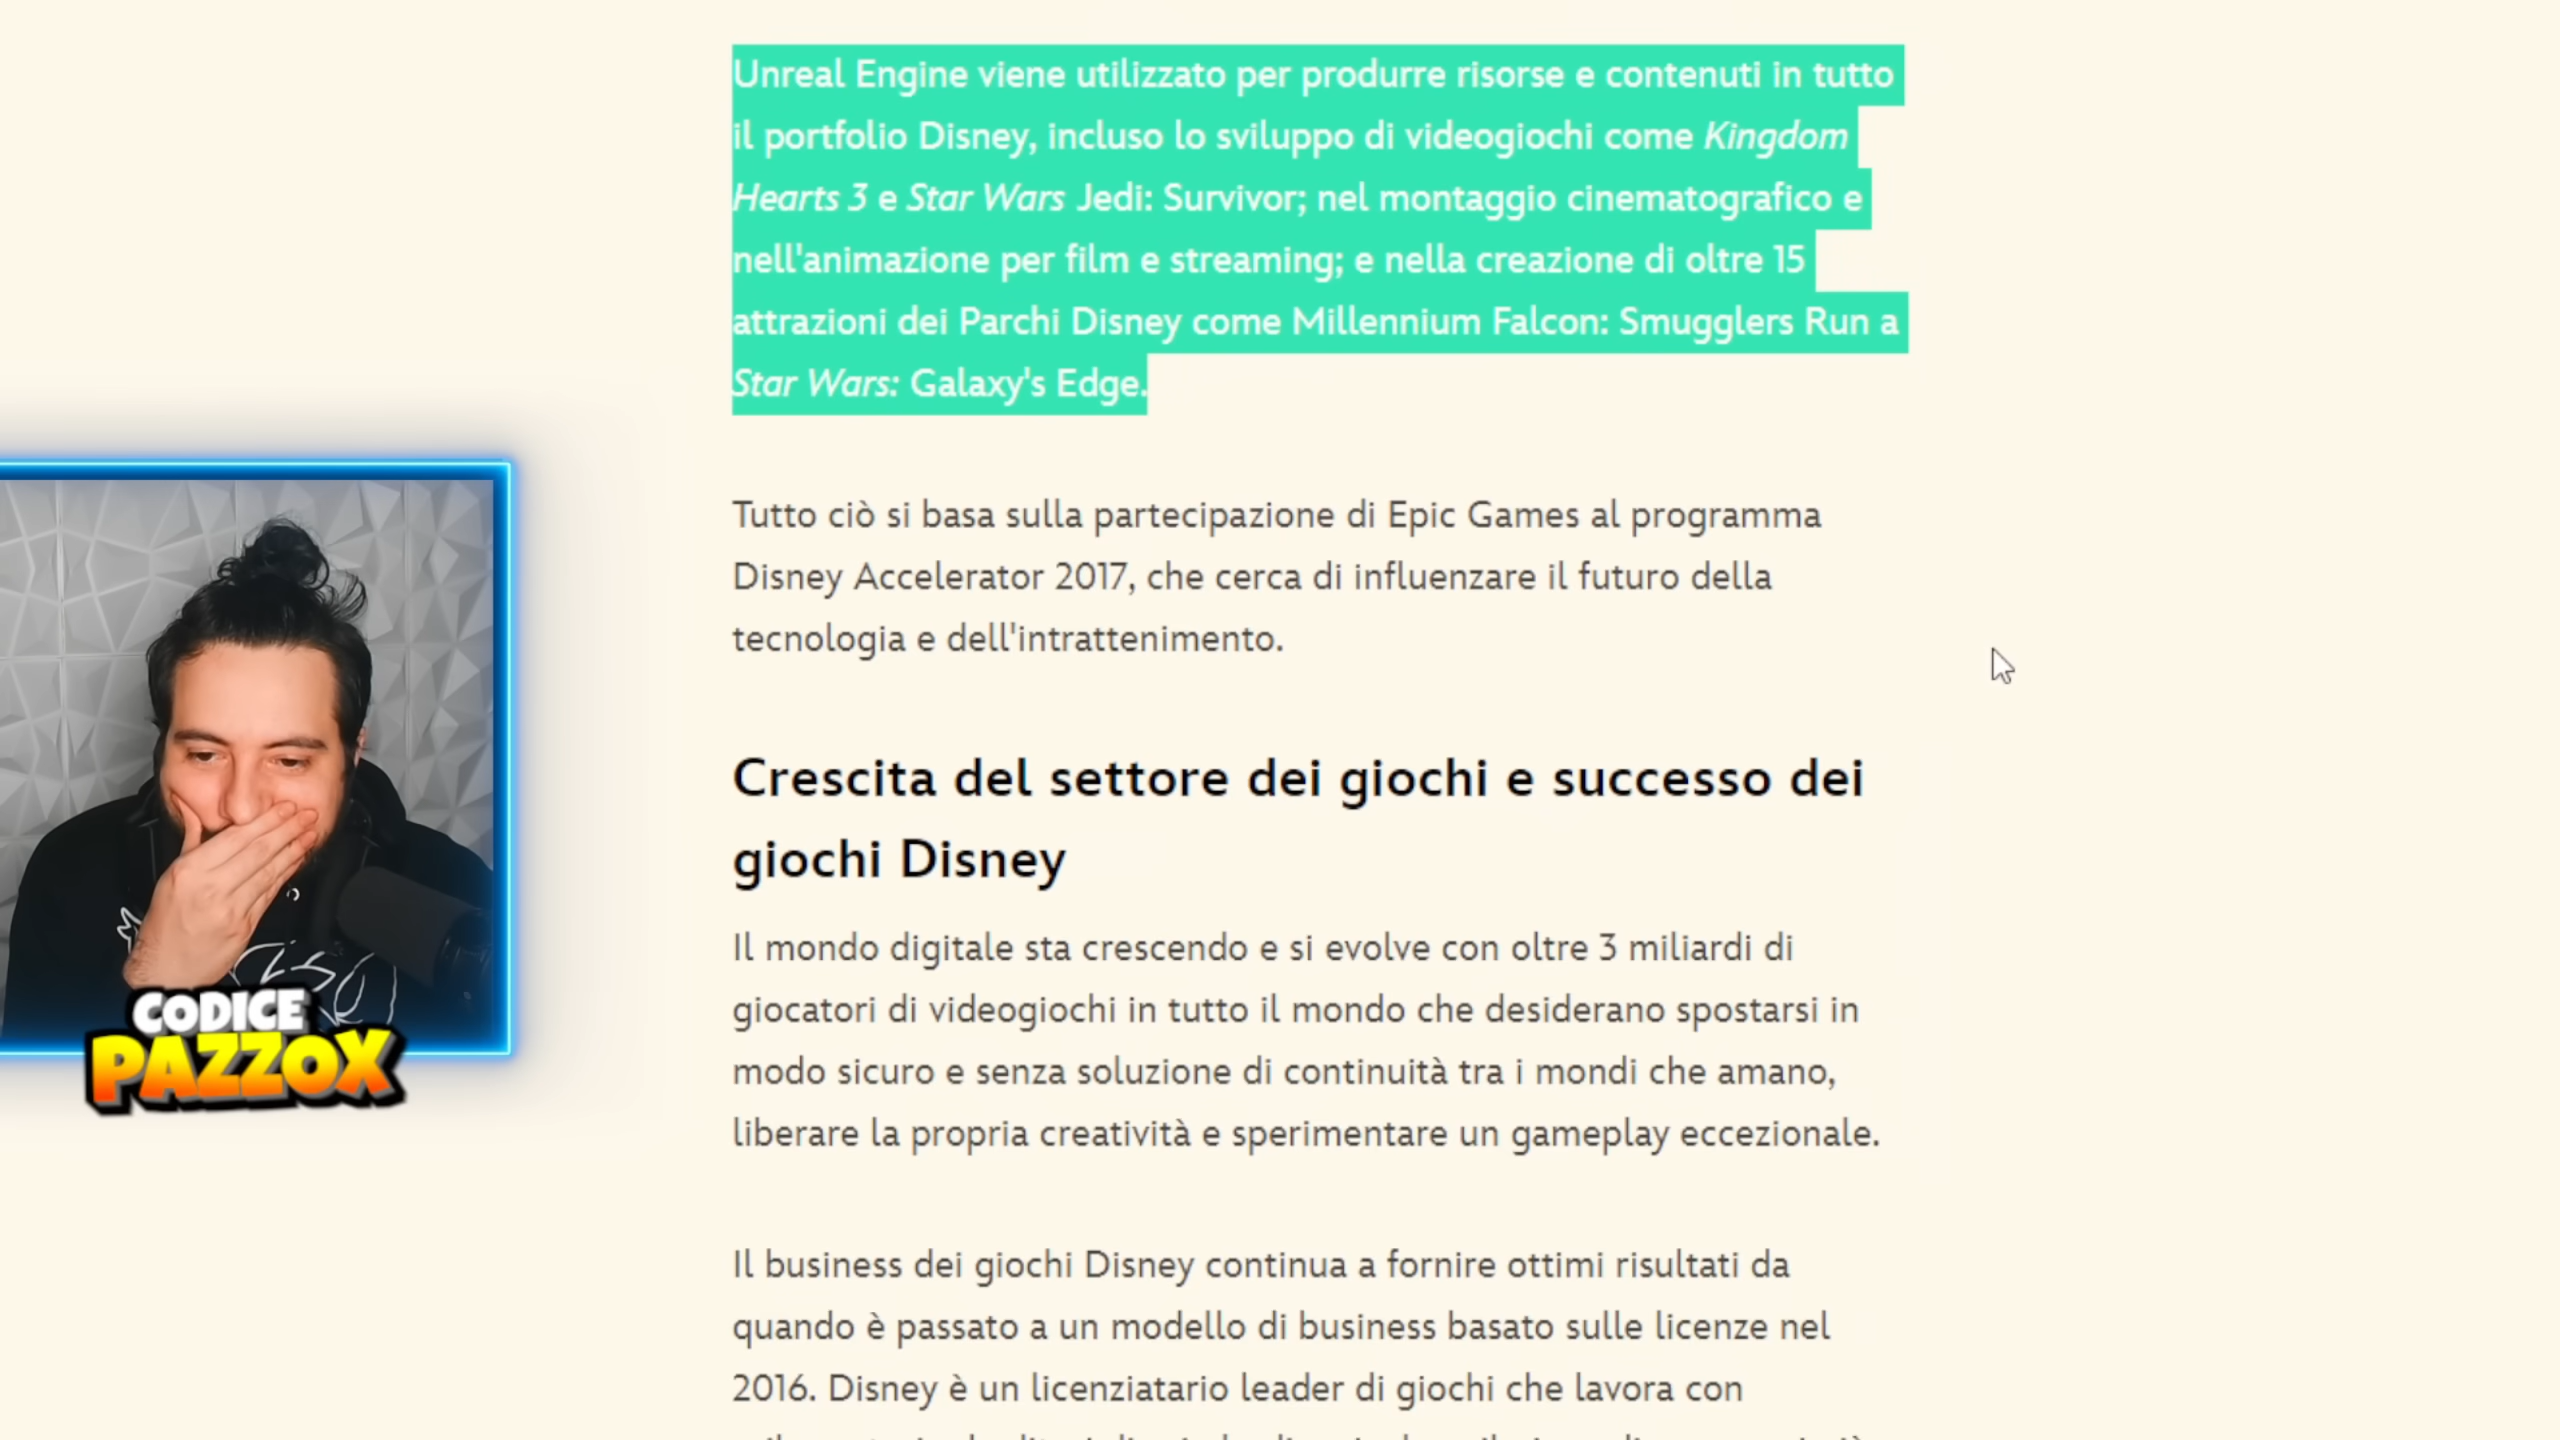 Unreal Engine viene utilizzato per produrre risorse e contenuti in tutto
il portfolio Disney, incluso lo sviluppo di videogiochi come Kingdom
Hearts 3 e Star Wars Jedi: Survivor; nel montaggio cinematografico e
nell'animazione per film e streaming; e nella creazione di oltre 15
attrazioni dei Parchi Disney come Millennium Falcon: Smugglers Run a
Star Wars: Galaxy's Edge.
Tutto ciò si basa sulla partecipazione di Epic Games al programma
Disney Accelerator 2017, che cerca di influenzare il futuro della
tecnologia e dell'intrattenimento.
Crescita del settore dei giochi e successo dei
giochi Disney
Il mondo digitale sta crescendo e si evolve con oltre 3 miliardi di
giocatori di videogiochi in tutto il mondo che desiderano spostarsi in
modo sicuro e senza soluzione di continuità tra i mondi che amano,
liberare la propria creatività e sperimentare un gameplay eccezionale.
Il business dei giochi Disney continua a fornire ottimi risultati da
quando è passato a un modello di business basato sulle licenze nel
2016. Disney è un licenziatario leader di giochi che lavora con
CODICE
PAZZOX